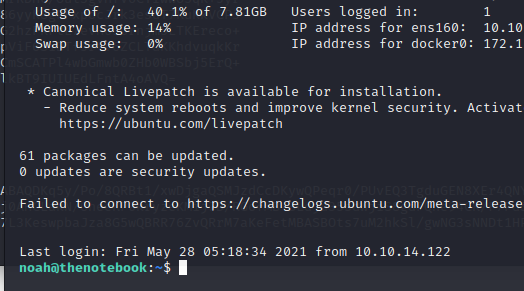 Usage of /: 40.1% of 7.81GB Users logged in: 1
Memory usage: 14% IP address for ens160: 10.10
Swap usage: 0% IP address for docker0: 172.1
* Canonical Livepatch is available for installation.
- Reduce system reboots and improve kernel security. Activat
https://ubuntu.com/livepatch
61 packages can be updated.
0 updates are security updates.
Failed to connect to https://changelogs.ubuntu.com/meta-release
Last login: Fri May 28 05:18:34 2021 from 10.10.14.122
noah@thenotebook:~$